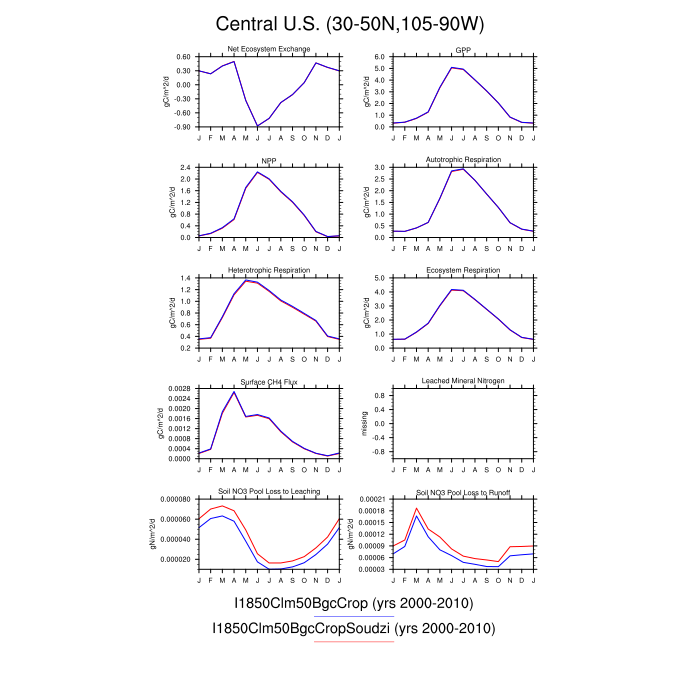 Central U.S. (30-50N,105-90W)
Net Ecosystem Exchange
gC/m^2/d
0.60
0.30
0.00
-0.30
-0.60
-0.90
J F M A M J J A S O N D J
GPP
gC/m^2/d
6.0
5.0
4.0
3.0
2.0
1.0
0.0
J F M A M J J A S O N D J
NPP
gC/m^2/d
2.4
2.0
1.6
1.2
0.8
0.4
0.0
J F M A M J J A S O N D J
Autotrophic Respiration
gC/m^2/d
3.0
2.5
2.0
1.5
1.0
0.5
0.0
J F M A M J J A S O N D J
Heterotrophic Respiration
gC/m^2/d
1.4
1.2
1.0
0.8
0.6
0.4
0.2
J F M A M J J A S O N D J
Ecosystem Respiration
gC/m^2/d
5.0
4.0
3.0
2.0
1.0
0.0
J F M A M J J A S O N D J
Surface CH4 Flux
gC/m^2/d
0.0028
0.0024
0.0020
0.0016
0.0012
0.0008
0.0004
0.0000
J F M A M J J A S O N D J
Leached Mineral Nitrogen
missing
0.8
0.4
-0.0
-0.4
-0.8
J F M A M J J A S O N D J
Soil NO3 Pool Loss to Leaching
gN/m^2/d
0.000080
0.000060
0.000040
0.000020
J F M A M J J A S O N D J
Soil NO3 Pool Loss to Runoff
gN/m^2/d
0.00021
0.00018
0.00015
0.00012
0.00009
0.00006
0.00003
J F M A M J J A S O N D J
I1850Clm50BgcCrop (yrs 2000-2010)
I1850Clm50BgcCropSoudzi (yrs 2000-2010)